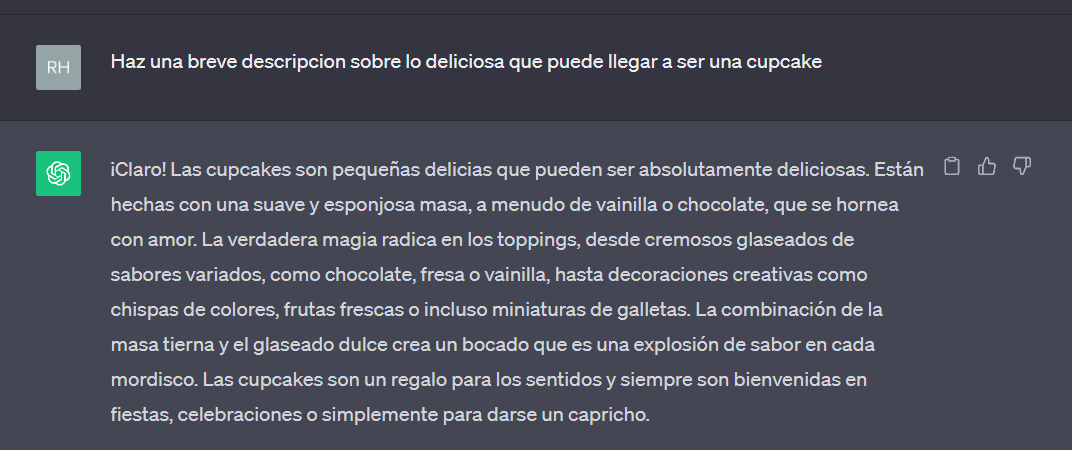 RH
Haz una breve descripcion sobre lo deliciosa que puede llegar a ser una cupcake
¡Claro! Las cupcakes son pequeñas delicias que pueden ser absolutamente deliciosas. Están
hechas con una suave y esponjosa masa, a menudo de vainilla o chocolate, que se hornea
con amor. La verdadera magia radica en los toppings, desde cremosos glaseados de
sabores variados, como chocolate, fresa o vainilla, hasta decoraciones creativas como
chispas de colores, frutas frescas o incluso miniaturas de galletas. La combinación de la
masa tierna y el glaseado dulce crea un bocado que es una explosión de sabor en cada
mordisco. Las cupcakes son un regalo para los sentidos y siempre son bienvenidas en
fiestas, celebraciones o simplemente para darse un capricho.